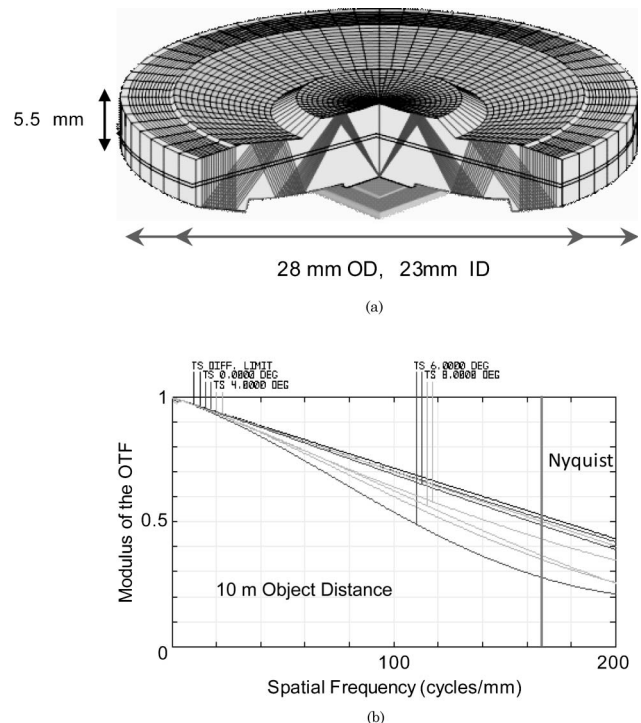 5.5 mm
28 mm OD, 23mm ID
(a)
TS DIFF. LIMIT
TS 0.0000 DEG
TS 4.0000 DEG
TS 6.0000 DEG
TS 8.0000 DEG
1
Nyquist
0.5
Modulus of the OTF
10 m Object Distance
0
0
100
200
Spatial Frequency (cycles/mm)
(b)